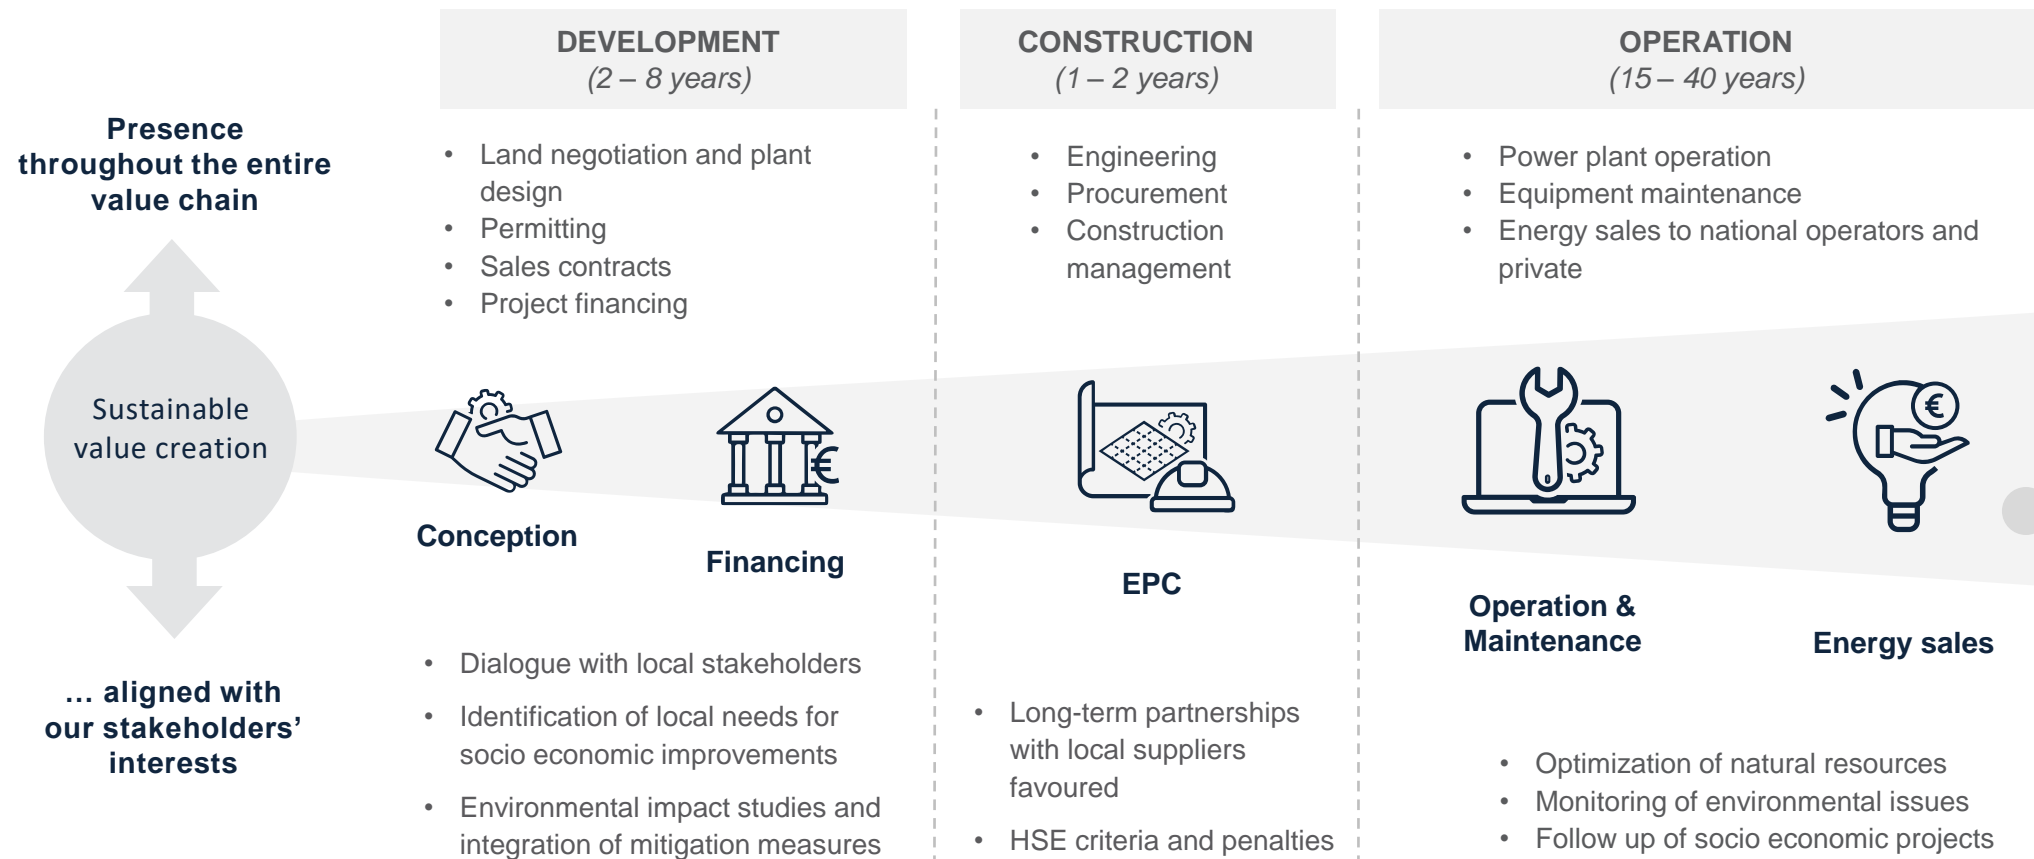 DEVELOPMENT
(2 – 8 years)
CONSTRUCTION
(1 – 2 years)
OPERATION
(15 – 40 years)
Presence
throughout the entire
value chain
• Land negotiation and plant
design
• Permitting
• Sales contracts
• Project financing
• Engineering
• Procurement
• Construction
management
• Power plant operation
• Equipment maintenance
• Energy sales to national operators and
private
Sustainable
value creation
€
€
Conception
Financing
EPC
Operation &
Maintenance
Energy sales
… aligned with
our stakeholders’
interests
• Dialogue with local stakeholders
• Identification of local needs for
socio economic improvements
• Environmental impact studies and
integration of mitigation measures
• Long-term partnerships
with local suppliers
favoured
• HSE criteria and penalties
• Optimization of natural resources
• Monitoring of environmental issues
• Follow up of socio economic projects